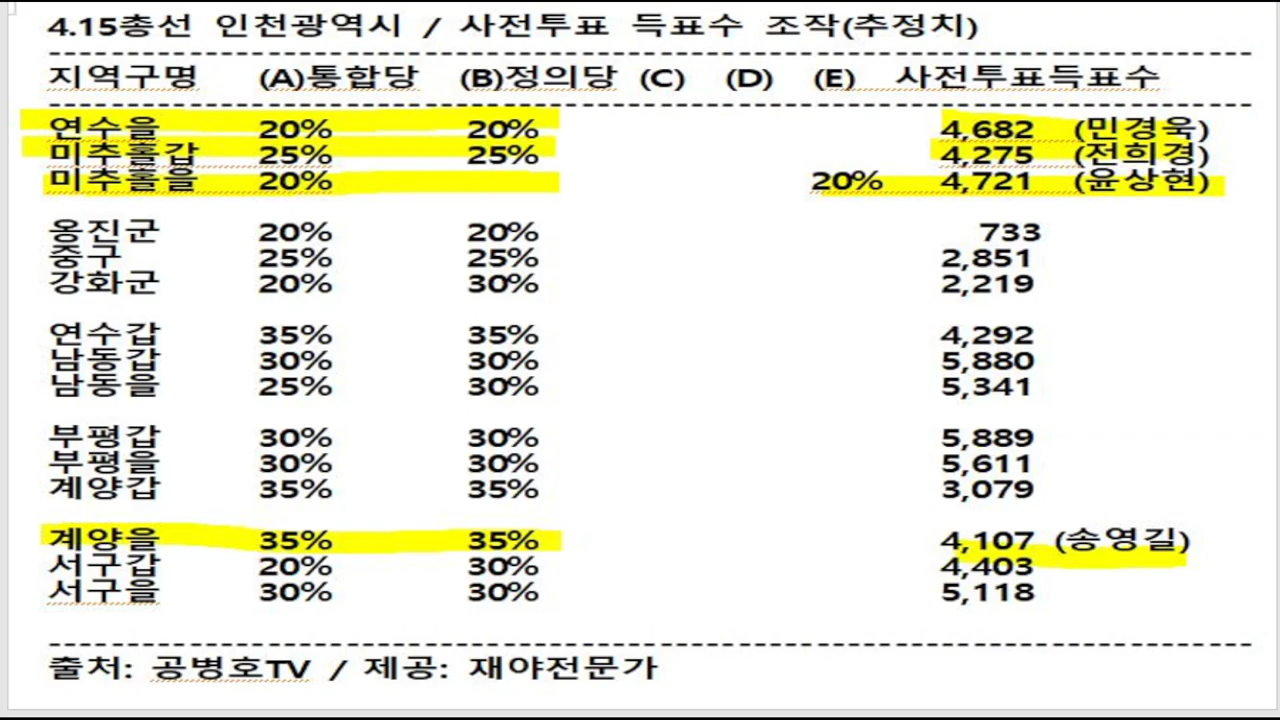 4.15총선 인천광역시 / 사전투표 득표수 조작(추정치)
지역구명 (A)통합당 (B)정의당 (C) (D) (E) 사전투표득표수
연수을 20% 20% 4,682 (민경욱)
미추홀갑 25% 25% 4,275 (전희경)
미추홀을 20% 20% 4,721 (윤상현)
옹진군 20% 20% 733
중구 25% 25% 2,851
강화군 20% 30% 2,219
연수갑 35% 35% 4,292
남동갑 30% 30% 5,880
남동을 25% 30% 5,341
부평갑 30% 30% 5,889
부평을 30% 30% 5,611
계양갑 35% 35% 3,079
계양을 35% 35% 4,107 (송영길)
서구갑 20% 30% 4,403
서구을 30% 30% 5,118
출처: 공병호TV / 제공: 재야전문가